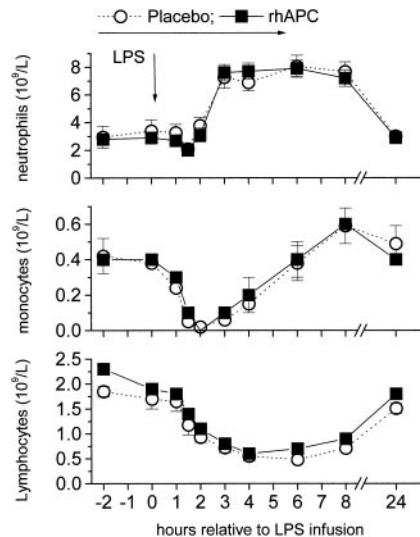 Placebo; rhAPC
LPS
neutrophils (10⁹/L)
10
8
6
4
2
0
monocytes (10⁹/L)
0.6
0.4
0.2
0.0
Lymphocytes (10⁹/L)
2.5
2.0
1.5
1.0
0.5
0.0
-2 -1 0 1 2 3 4 5 6 7 8 24
hours relative to LPS infusion